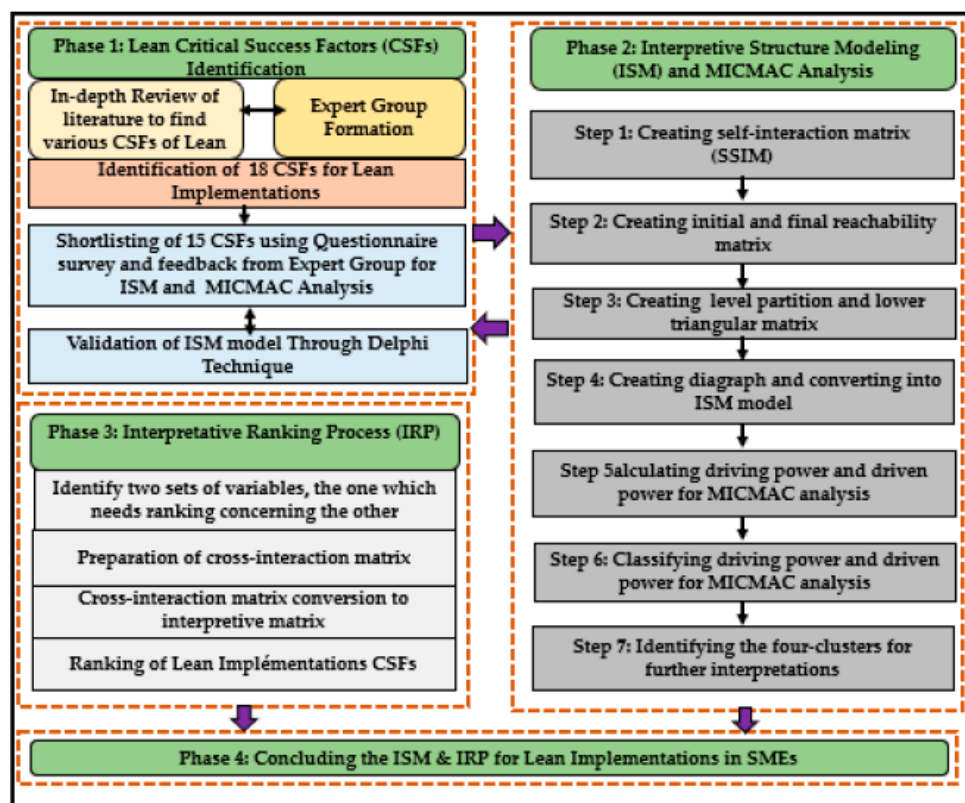 Phase 1: Lean Critical Success Factors (CSFs)
Identification
In-depth Review of
literature to find
various CSFs of Lean
Expert Group
Formation
Identification of 18 CSFs for Lean
Implementations
Shortlisting of 15 CSFs using Questionnaire
survey and feedback from Expert Group for
ISM and MICMAC Analysis
Validation of ISM model Through Delphi
Technique
Phase 2: Interpretive Structure Modeling
(ISM) and MICMAC Analysis
Step 1: Creating self-interaction matrix
(SSIM)
Step 2: Creating initial and final reachability
matrix
Step 3: Creating level partition and lower
triangular matrix
Step 4: Creating diagraph and converting into
ISM model
Step 5alculating driving power and driven
power for MICMAC analysis
Step 6: Classifying driving power and driven
power for MICMAC analysis
Step 7: Identifying the four-clusters for
further interpretations
Phase 3: Interpretative Ranking Process (IRP)
Identify two sets of variables, the one which
needs ranking concerning the other
Preparation of cross-interaction matrix
Cross-interaction matrix conversion to
interpretive matrix
Ranking of Lean Implémentations CSFs
Phase 4: Concluding the ISM & IRP for Lean Implementations in SMEs